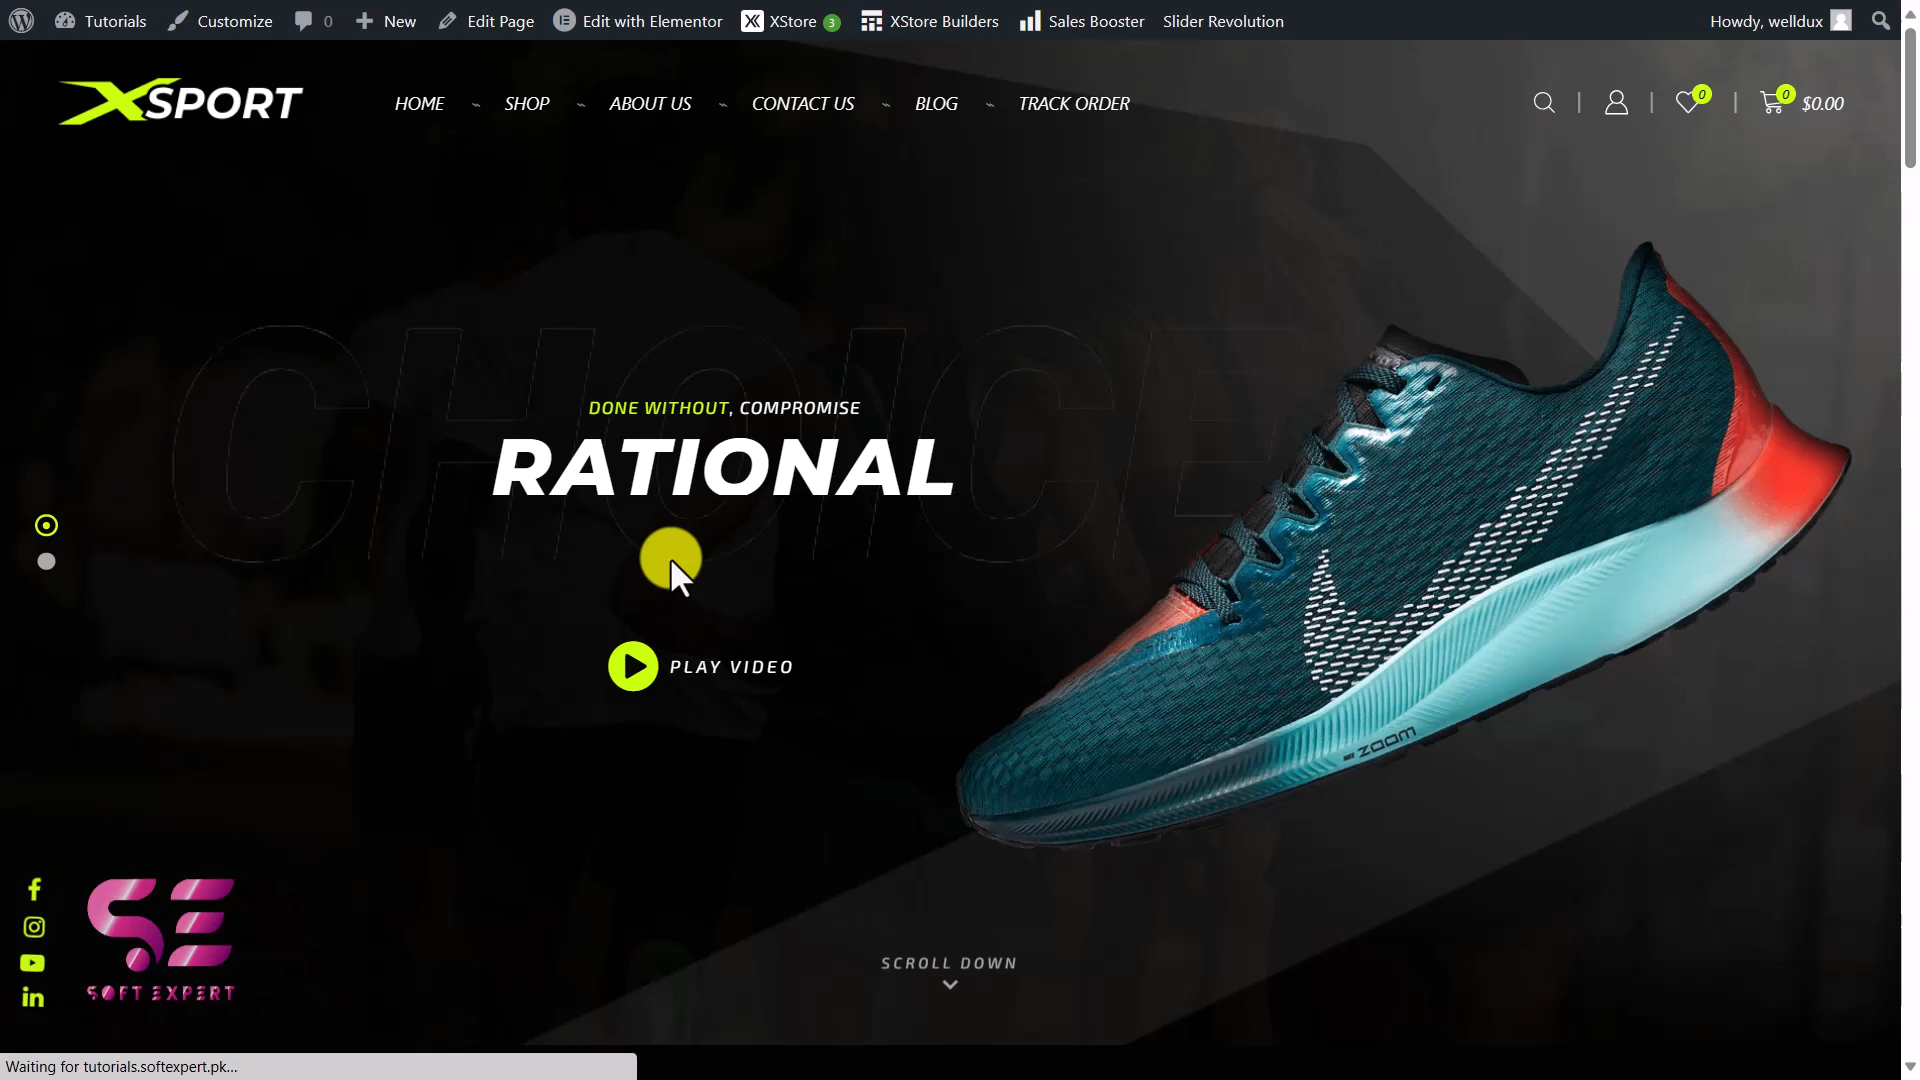 Tutorials Customize 0 New Edit Page Edit with Elementor XStore 3 XStore Builders Sales Booster Slider Revolution Howdy, welldux
XSPORT HOME SHOP ABOUT US CONTACT US BLOG TRACK ORDER 0 0 $0.00
CHOICE
DONE WITHOUT, COMPROMISE
RATIONAL
PLAY VIDEO
ZOOM
SE
SOFT EXPERT
SCROLL DOWN
Waiting for tutorials.softexpert.pk...